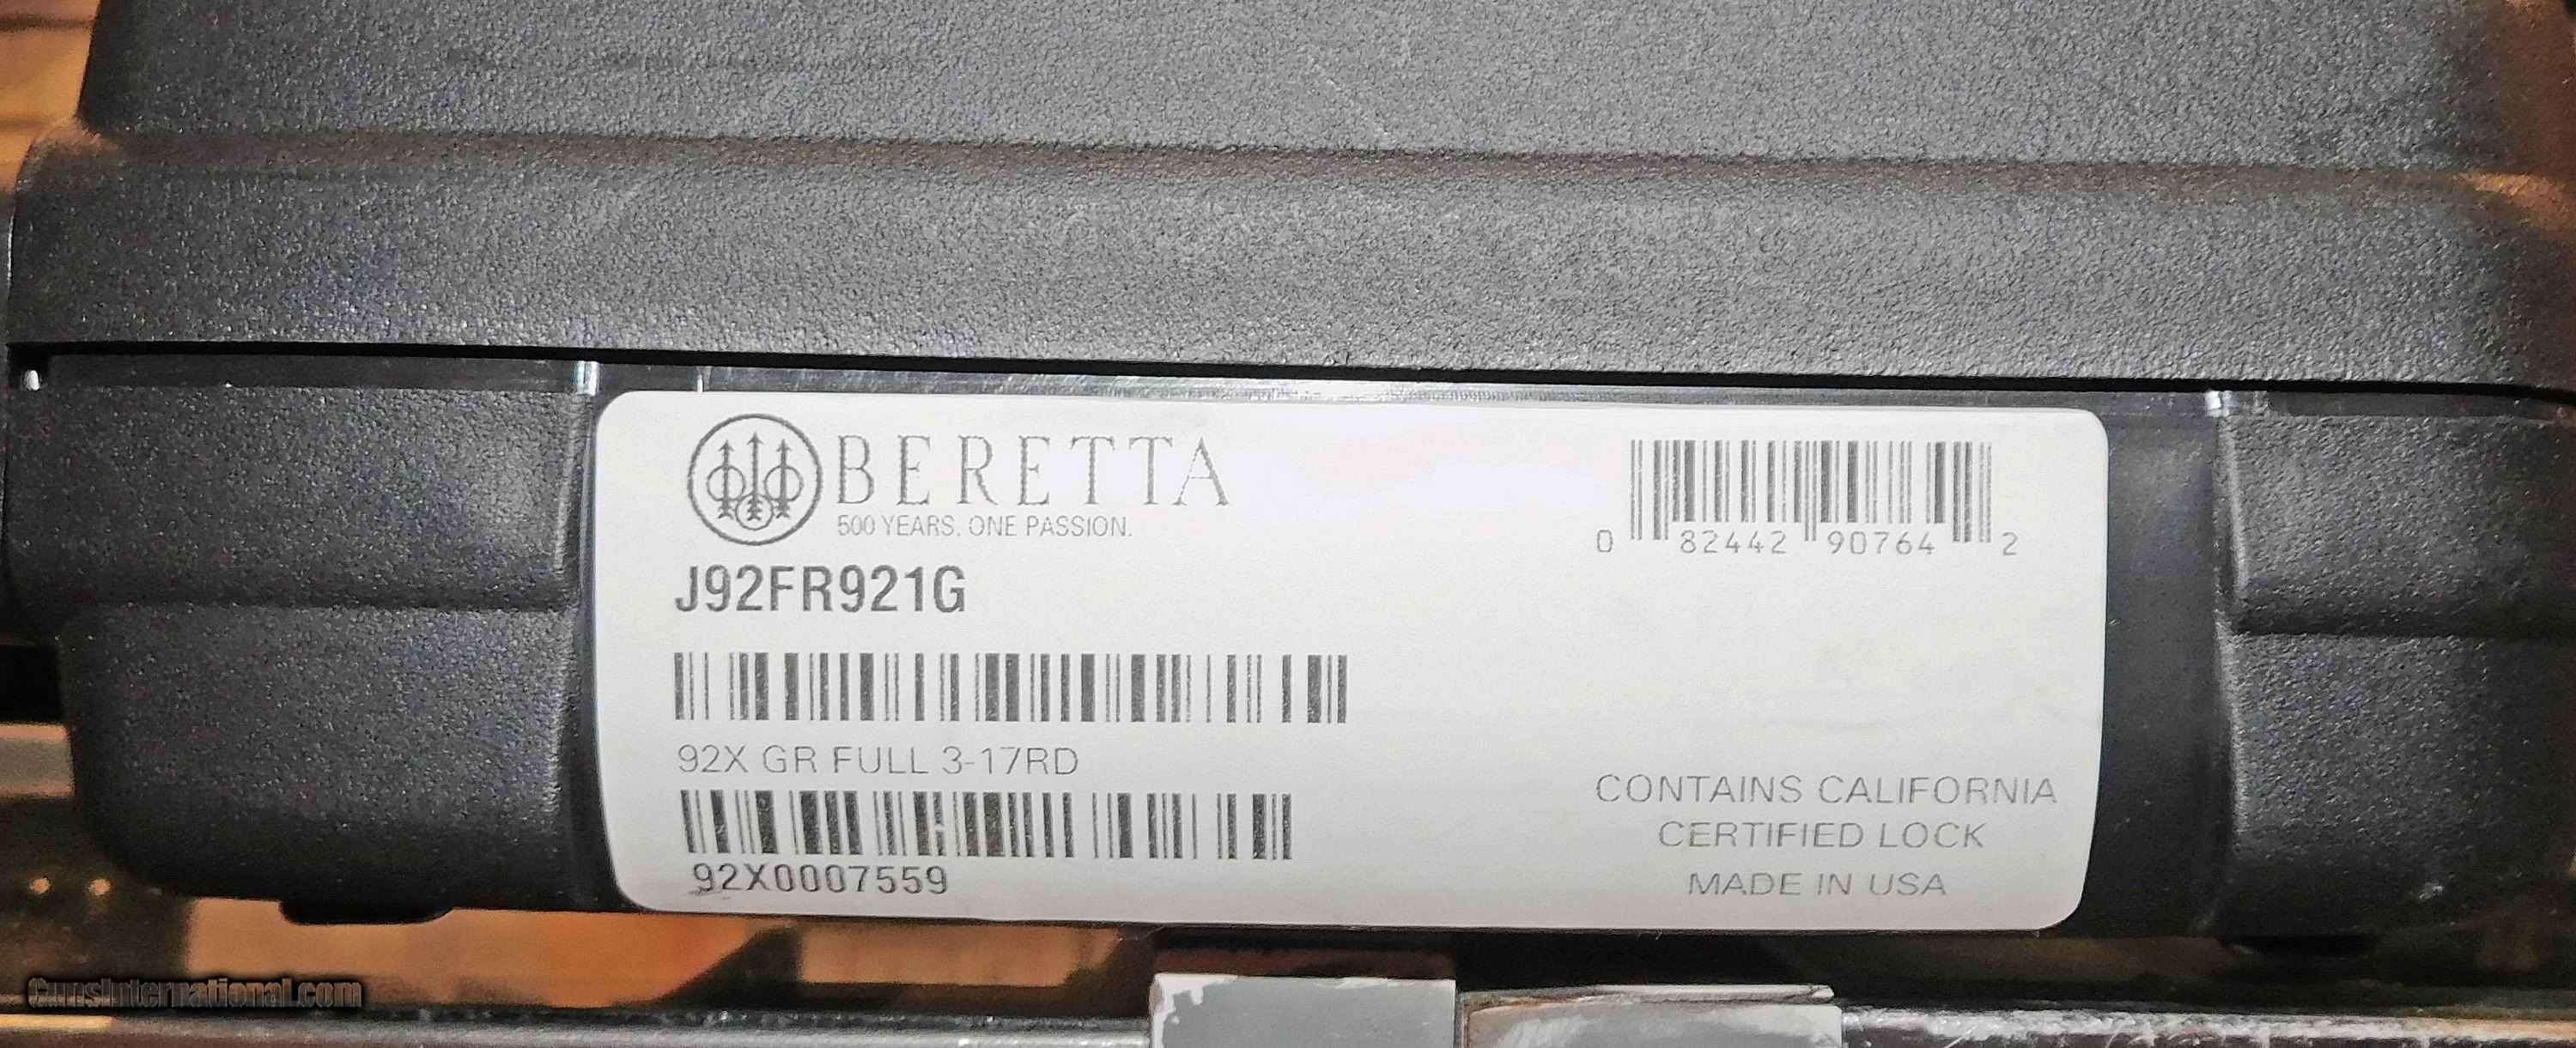 BERETTA
500 YEARS. ONE PASSION.
0 82442 90764 2
J92FR921G
92X GR FULL 3-17RD
92X0007559
CONTAINS CALIFORNIA
CERTIFIED LOCK
MADE IN USA
GunsInternational.com